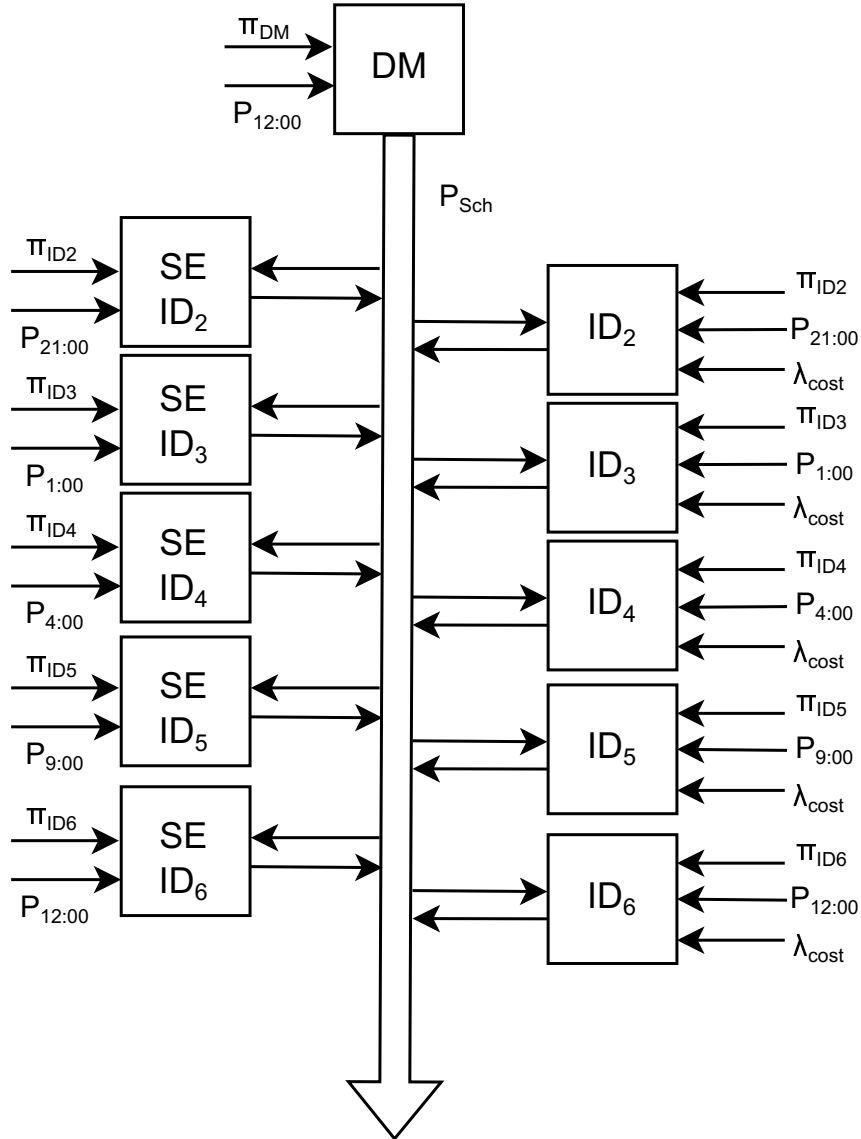 π_DM
DM
P_12:00
P_Sch
π_ID2
SE
ID_2
P_21:00
π_ID2
ID_2
P_21:00
λ_cost
π_ID3
SE
ID_3
P_1:00
π_ID3
ID_3
P_1:00
λ_cost
π_ID4
SE
ID_4
P_4:00
π_ID4
ID_4
P_4:00
λ_cost
π_ID5
SE
ID_5
P_9:00
π_ID5
ID_5
P_9:00
λ_cost
π_ID6
SE
ID_6
P_12:00
π_ID6
ID_6
P_12:00
λ_cost